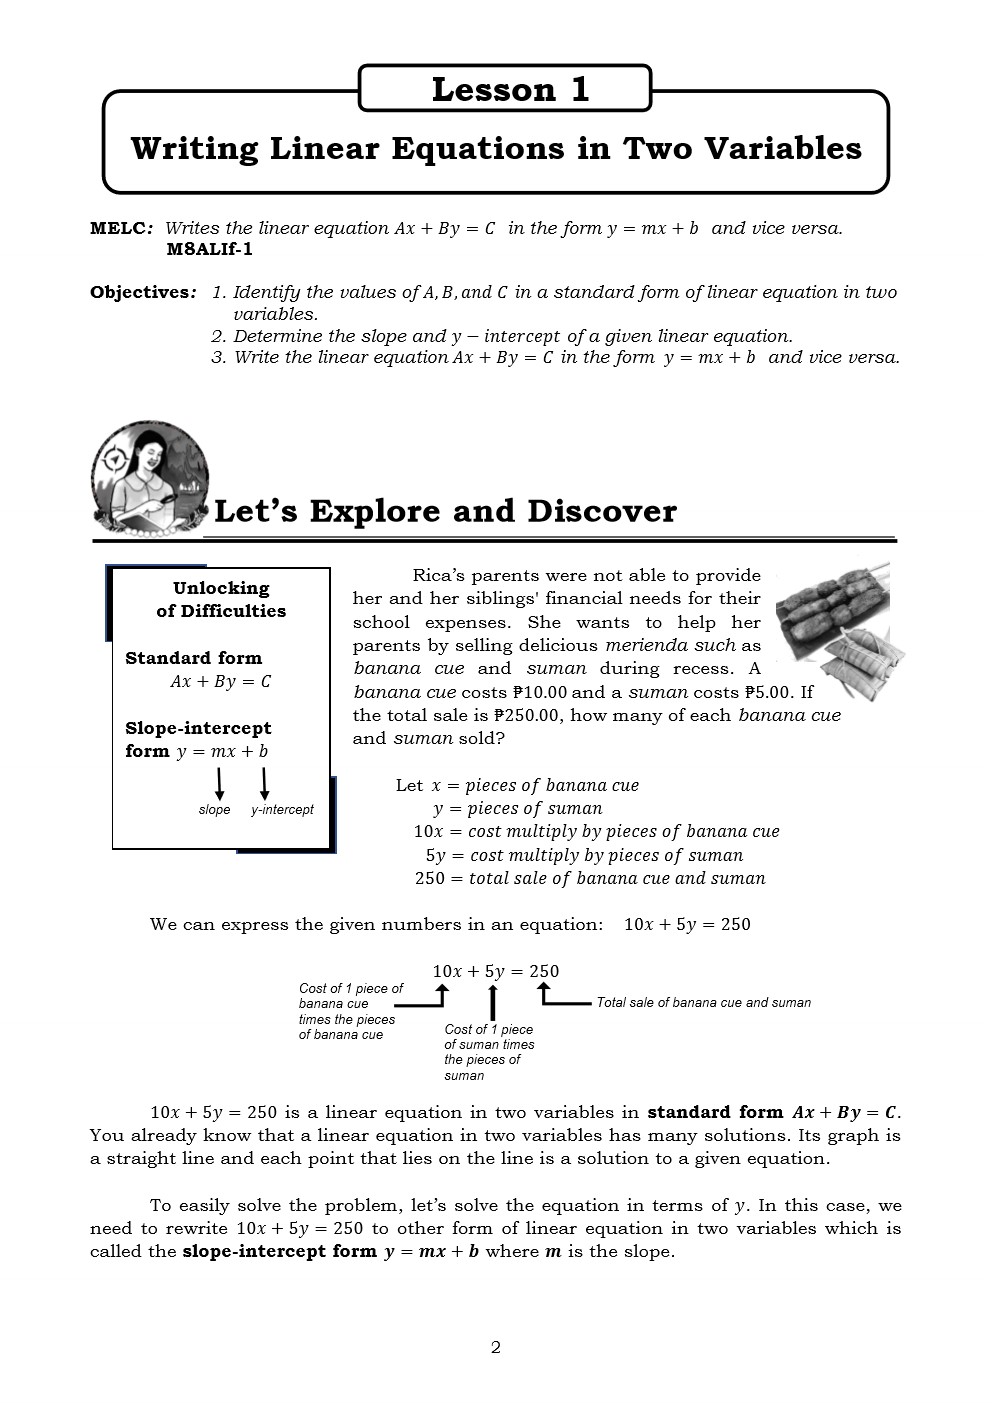 Lesson 1
Writing Linear Equations in Two Variables
MELC: Writes the linear equation Ax + By = C in the form y = mx + b and vice versa.
M8ALIf-1
Objectives: 1. Identify the values of A, B, and C in a standard form of linear equation in two
variables.
2. Determine the slope and y − intercept of a given linear equation.
3. Write the linear equation Ax + By = C in the form y = mx + b and vice versa.
Let's Explore and Discover
Unlocking
of Difficulties
Standard form
Ax + By = C
Slope-intercept
form y = mx + b
slope y-intercept
Rica's parents were not able to provide
her and her siblings' financial needs for their
school expenses. She wants to help her
parents by selling delicious merienda such as
banana cue and suman during recess. A
banana cue costs ₱10.00 and a suman costs ₱5.00. If
the total sale is ₱250.00, how many of each banana cue
and suman sold?
Let x = pieces of banana cue
y = pieces of suman
10x = cost multiply by pieces of banana cue
5y = cost multiply by pieces of suman
250 = total sale of banana cue and suman
We can express the given numbers in an equation: 10x + 5y = 250
10x + 5y = 250
Cost of 1 piece of
banana cue
times the pieces
of banana cue
Cost of 1 piece
of suman times
the pieces of
suman
Total sale of banana cue and suman
10x + 5y = 250 is a linear equation in two variables in standard form Ax + By = C.
You already know that a linear equation in two variables has many solutions. Its graph is
a straight line and each point that lies on the line is a solution to a given equation.
To easily solve the problem, let's solve the equation in terms of y. In this case, we
need to rewrite 10x + 5y = 250 to other form of linear equation in two variables which is
called the slope-intercept form y = mx + b where m is the slope.
2